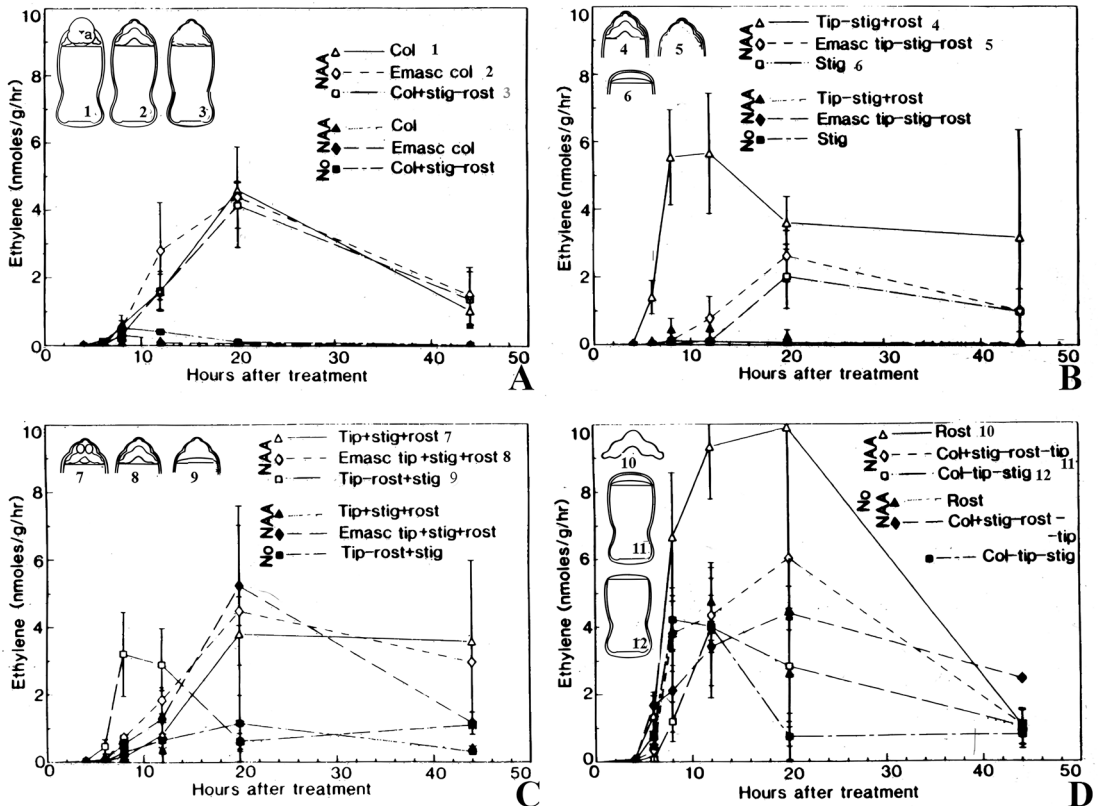 10
8
6
4
2
0
Ethylene (nmoles/g/hr)
0 10 20 30 40 50
Hours after treatment
A
a
1 2 3
NAA
Col 1
Emasc col 2
Col+stig-rost 3
No NAA
Col
Emasc col
Col+stig-rost
10
8
6
4
2
0
Ethylene (nmoles/g/hr)
0 10 20 30 40 50
Hours after treatment
B
4 5
6
NAA
Tip-stig+rost 4
Emasc tip-stig-rost 5
Stig 6
No NAA
Tip-stig+rost
Emasc tip-stig-rost
Stig
10
8
6
4
2
0
Ethylene (nmoles/g/hr)
0 10 20 30 40 50
Hours after treatment
C
7 8 9
NAA
Tip+stig+rost 7
Emasc tip+stig+rost 8
Tip-rost+stig 9
No NAA
Tip+stig+rost
Emasc tip+stig+rost
Tip-rost+stig
10
8
6
4
2
0
Ethylene (nmoles/g/hr)
0 10 20 30 40 50
Hours after treatment
D
10
11
12
NAA
Rost 10
Col+stig-rost-tip 11
Col-tip-stig 12
No NAA
Rost
Col+stig-rost-
-tip
Col-tip-stig